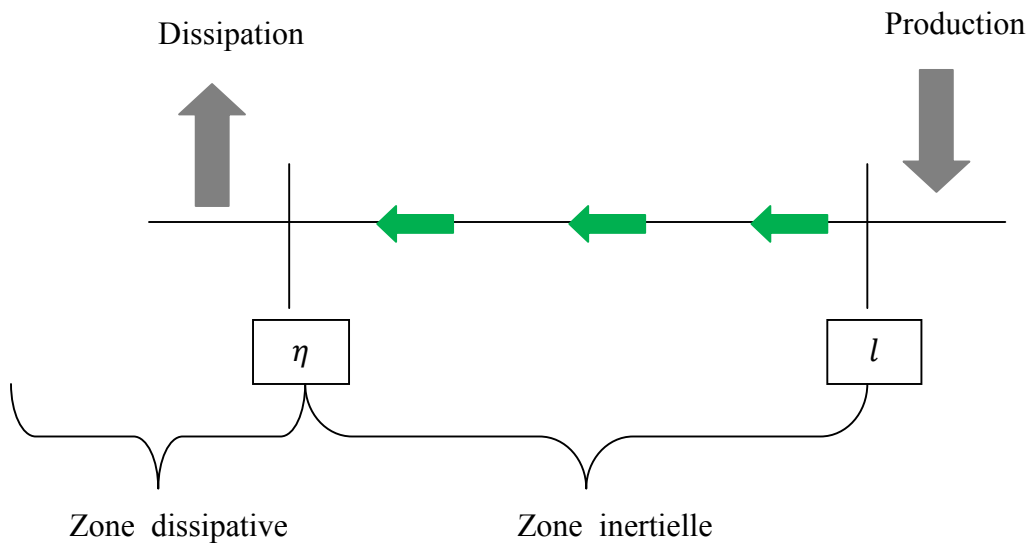 Dissipation
Production
η
l
Zone dissipative
Zone inertielle